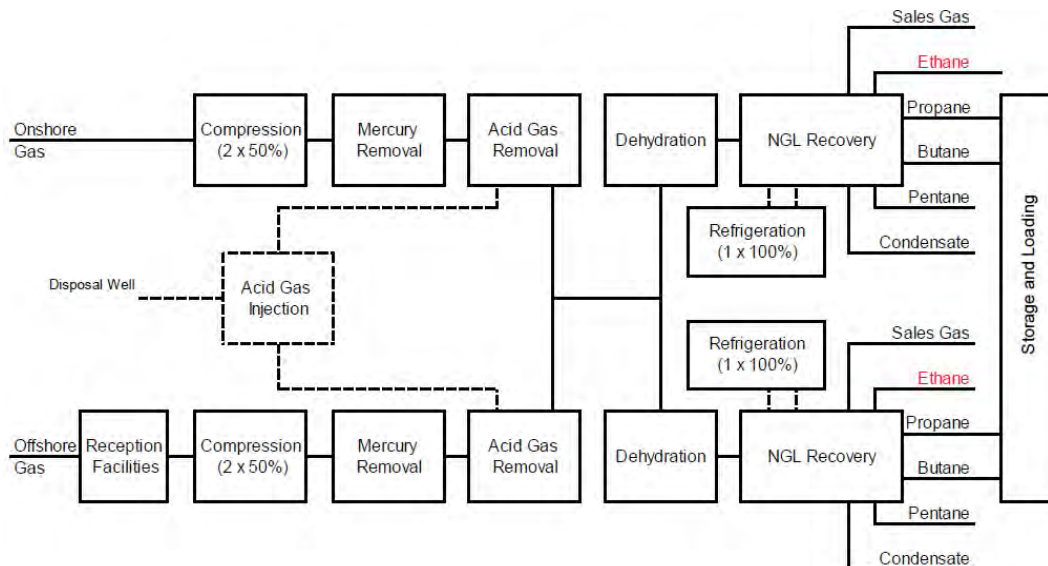 Sales Gas
Ethane
Propane
Butane
Pentane
Condensate
Onshore
Gas
Compression
(2 x 50%)
Mercury
Removal
Acid Gas
Removal
Dehydration
NGL Recovery
Refrigeration
(1 x 100%)
Disposal Well
Acid Gas
Injection
Storage and Loading
Refrigeration
(1 x 100%)
Sales Gas
Ethane
Propane
Butane
Pentane
Condensate
Offshore
Gas
Reception
Facilities
Compression
(2 x 50%)
Mercury
Removal
Acid Gas
Removal
Dehydration
NGL Recovery